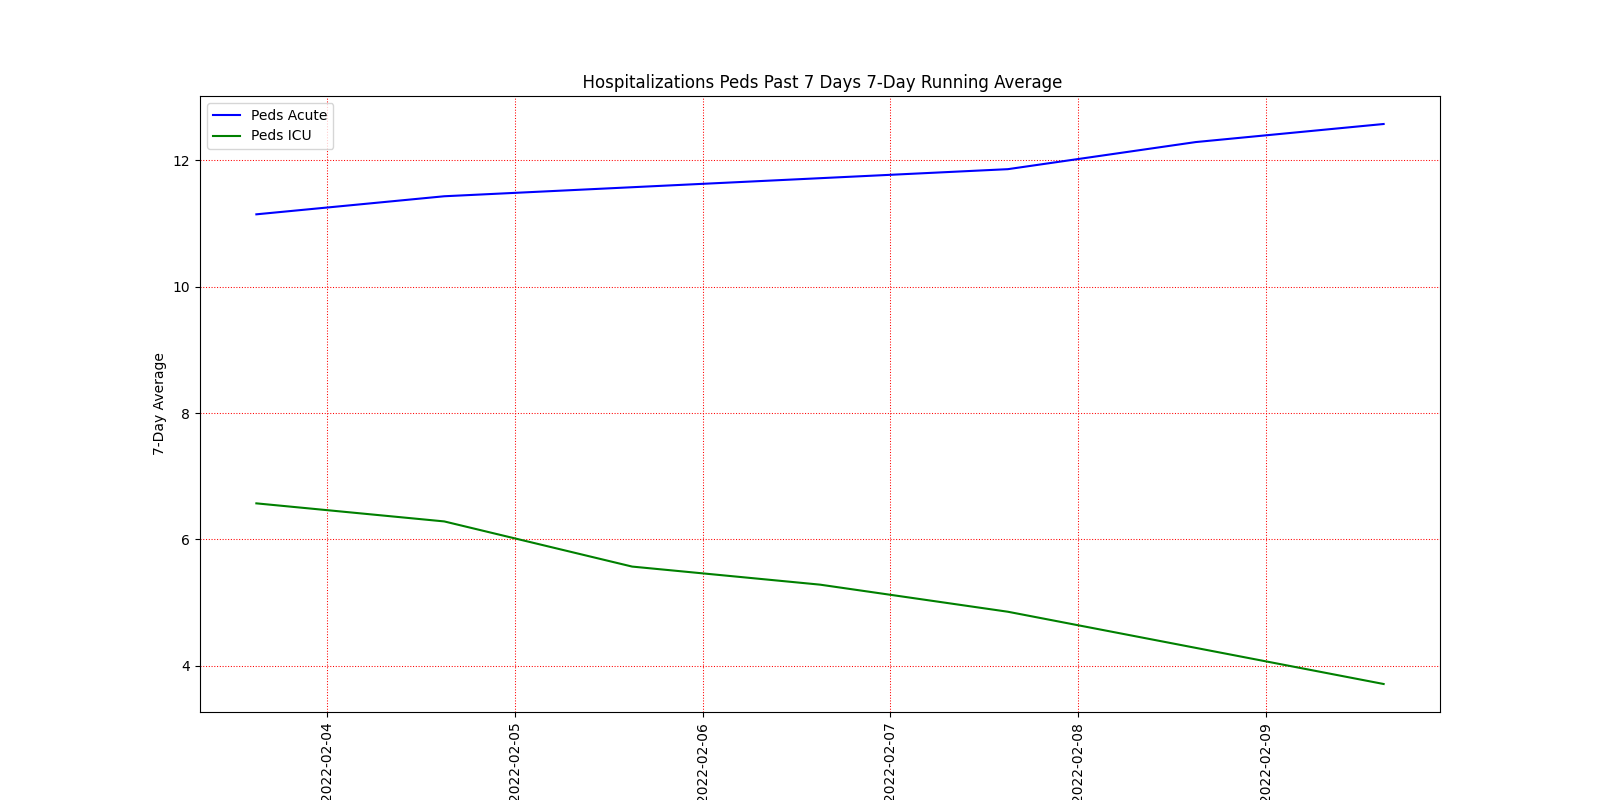 Hospitalizations Peds Past 7 Days 7-Day Running Average
Peds Acute
Peds ICU
7-Day Average
12
10
8
6
4
2022-02-04
2022-02-05
2022-02-06
2022-02-07
2022-02-08
2022-02-09